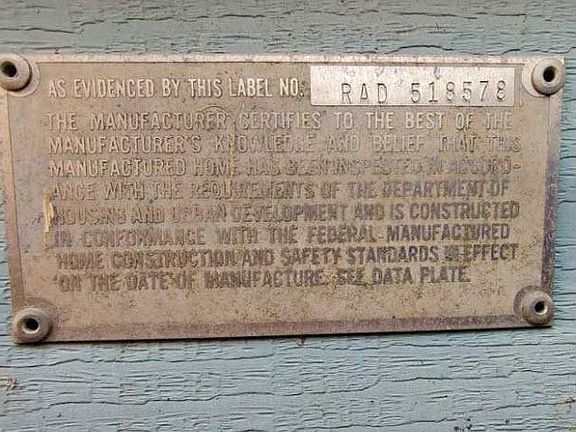 AS EVIDENCED BY THIS LABEL NO. RAD 518578
THE MANUFACTURER CERTIFIES TO THE BEST OF THE
MANUFACTURER'S KNOWLEDGE AND BELIEF THAT THIS
MANUFACTURED HOME HAS BEEN INSPECTED IN ACCORD-
ANCE WITH THE REQUIREMENTS OF THE DEPARTMENT OF
HOUSING AND URBAN DEVELOPMENT AND IS CONSTRUCTED
IN CONFORMANCE WITH THE FEDERAL MANUFACTURED
HOME CONSTRUCTION AND SAFETY STANDARDS IN EFFECT
ON THE DATE OF MANUFACTURE. SEE DATA PLATE.